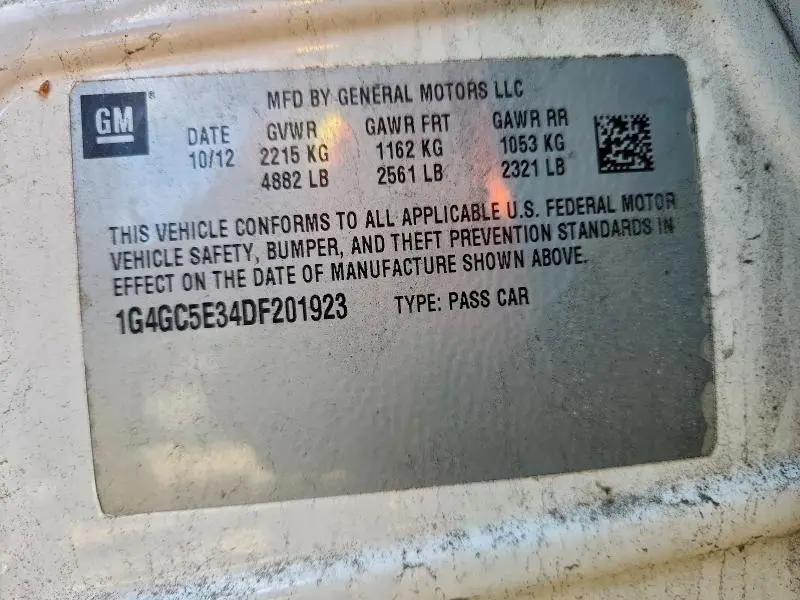 GM®
MFD BY GENERAL MOTORS LLC
DATE GVWR GAWR FRT GAWR RR
10/12 2215 KG 1162 KG 1053 KG
4882 LB 2561 LB 2321 LB
THIS VEHICLE CONFORMS TO ALL APPLICABLE U.S. FEDERAL MOTOR
VEHICLE SAFETY, BUMPER, AND THEFT PREVENTION STANDARDS IN
EFFECT ON THE DATE OF MANUFACTURE SHOWN ABOVE.
1G4GC5E34DF201923 TYPE: PASS CAR